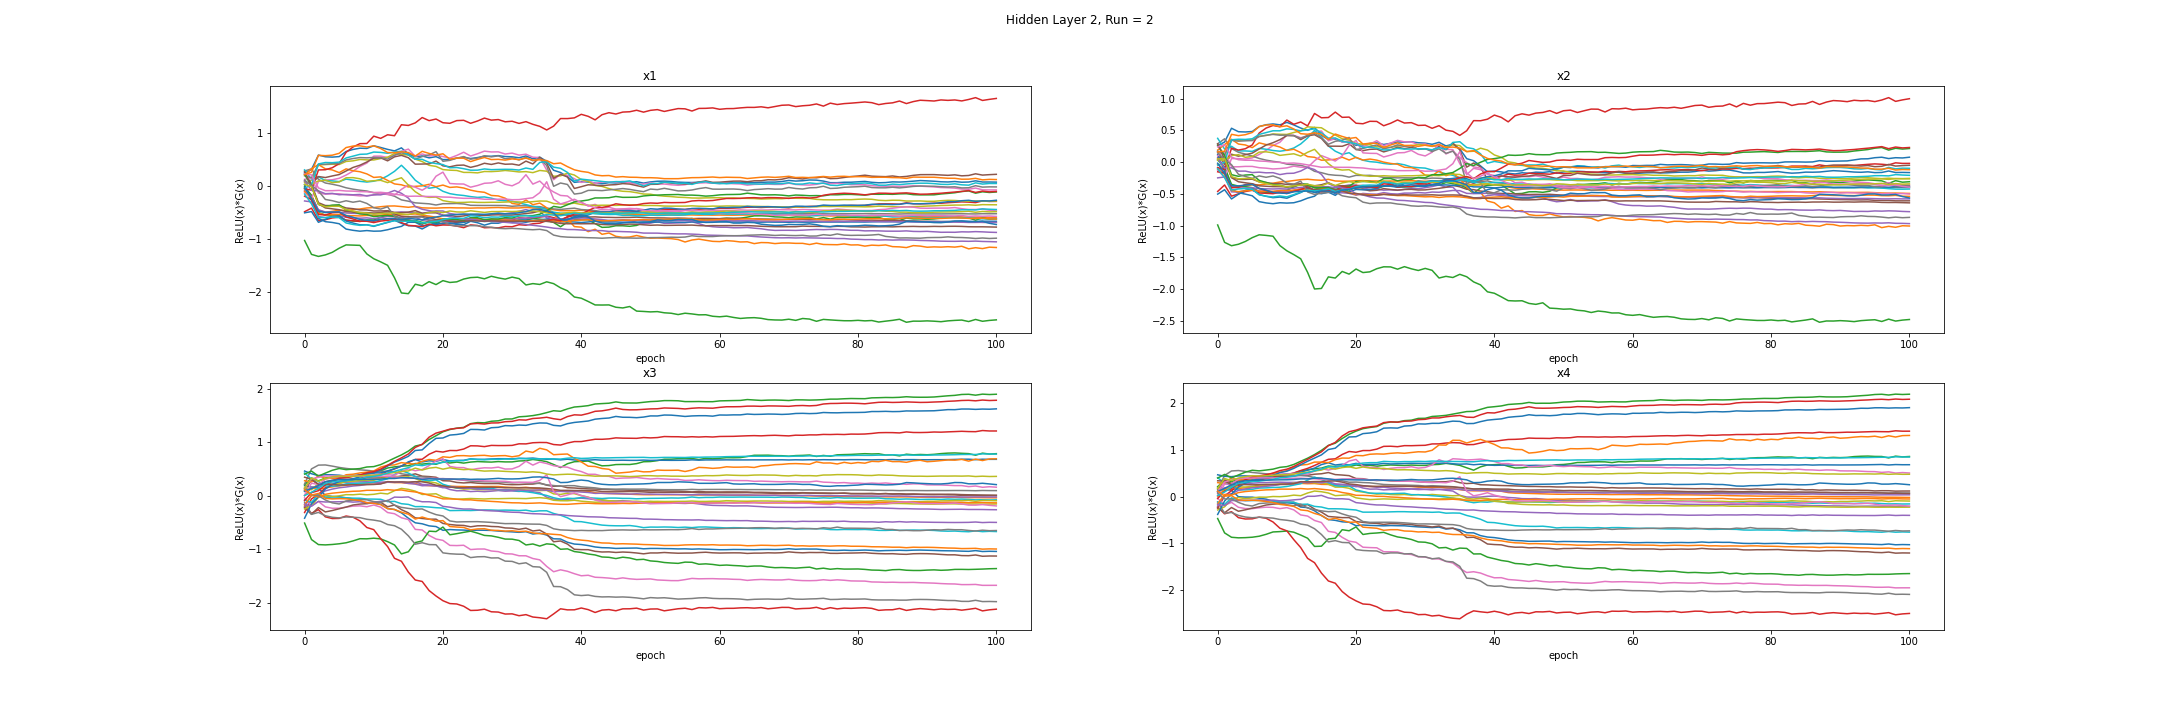 Hidden Layer 2, Run = 2
x1
ReLU(x)*G(x)
1
0
−1
−2
0 20 40 60 80 100
epoch
x2
ReLU(x)*G(x)
1.0
0.5
0.0
−0.5
−1.0
−1.5
−2.0
−2.5
0 20 40 60 80 100
epoch
x3
ReLU(x)*G(x)
2
1
0
−1
−2
0 20 40 60 80 100
epoch
x4
ReLU(x)*G(x)
2
1
0
−1
−2
0 20 40 60 80 100
epoch